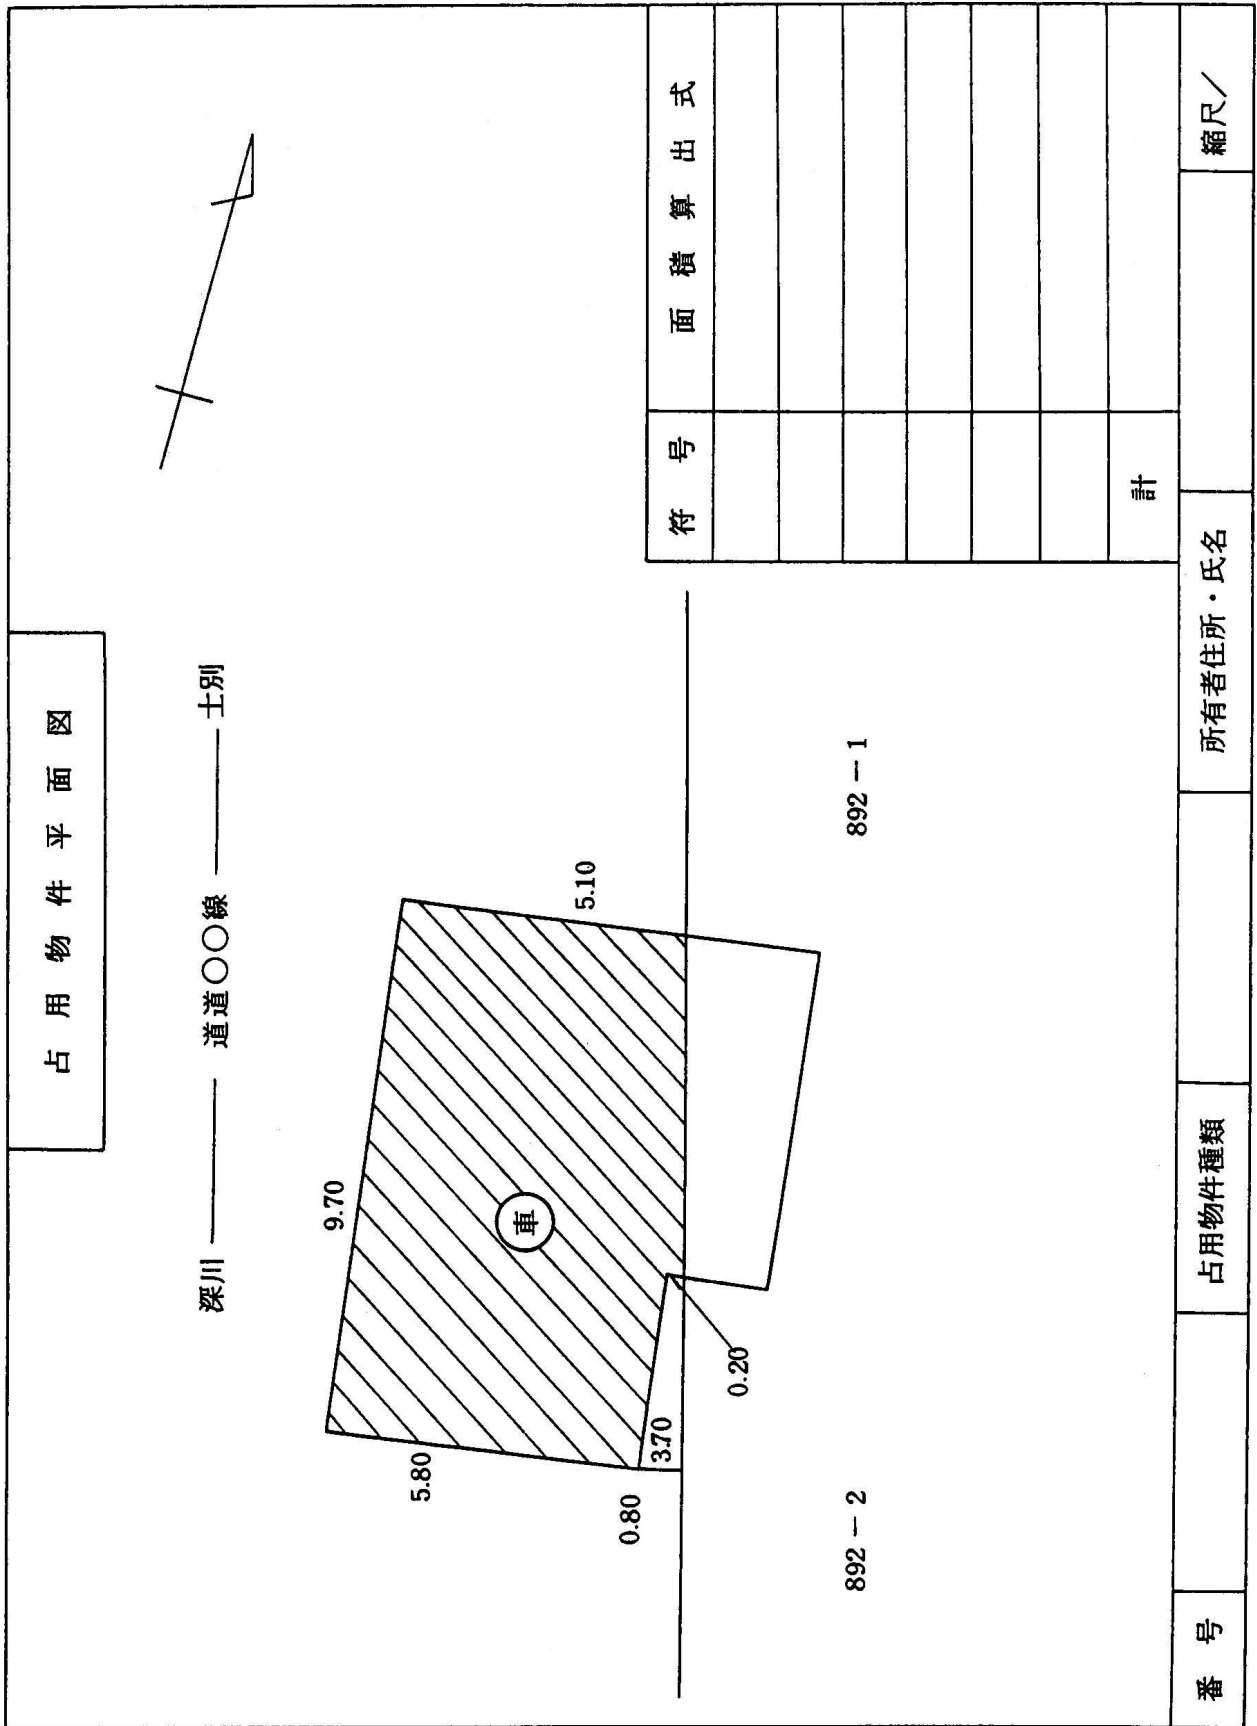 占用物件平面図
深川 ――― 道道○○線 ――― 士別
9.70
5.80
車
5.10
0.80
3.70
0.20
892－2
892－1
符号 面積算出式
計
番号 占用物件種類 所有者住所・氏名 縮尺／